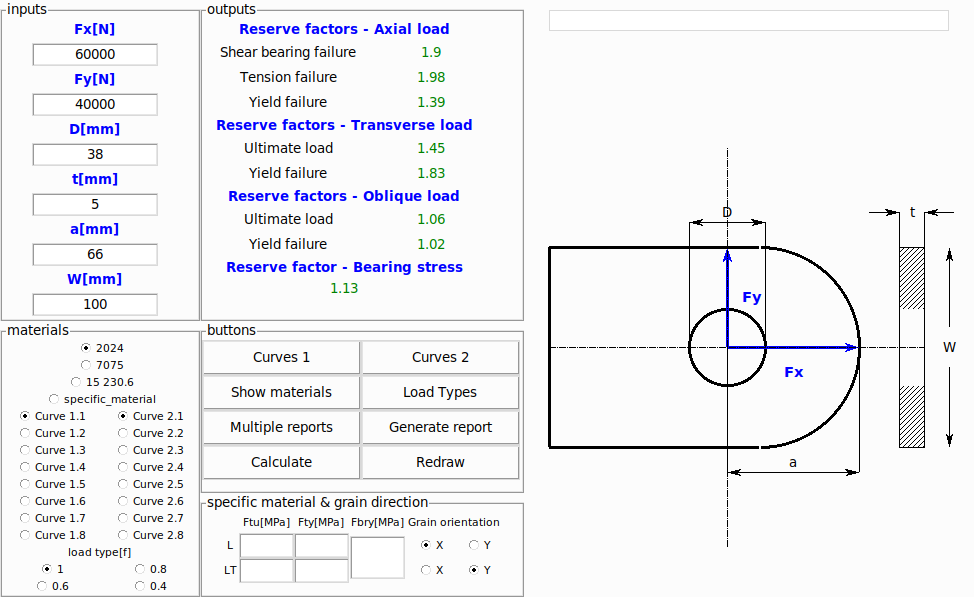 inputs
Fx[N]
60000
Fy[N]
40000
D[mm]
38
t[mm]
5
a[mm]
66
W[mm]
100
outputs
Reserve factors - Axial load
Shear bearing failure 1.9
Tension failure 1.98
Yield failure 1.39
Reserve factors - Transverse load
Ultimate load 1.45
Yield failure 1.83
Reserve factors - Oblique load
Ultimate load 1.06
Yield failure 1.02
Reserve factor - Bearing stress
1.13
materials
2024
7075
15 230.6
specific_material
Curve 1.1 Curve 2.1
Curve 1.2 Curve 2.2
Curve 1.3 Curve 2.3
Curve 1.4 Curve 2.4
Curve 1.5 Curve 2.5
Curve 1.6 Curve 2.6
Curve 1.7 Curve 2.7
Curve 1.8 Curve 2.8
load type[f]
1 0.8
0.6 0.4
buttons
Curves 1 Curves 2
Show materials Load Types
Multiple reports Generate report
Calculate Redraw
specific material & grain direction
Ftu[MPa] Fty[MPa] Fbry[MPa] Grain orientation
L X Y
LT X Y
D
t
Fy
W
Fx
a